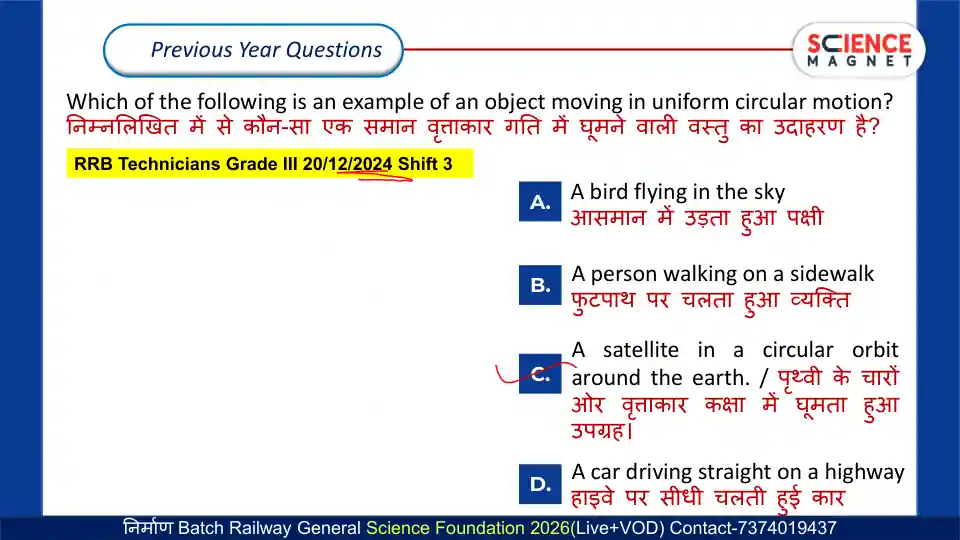 Previous Year Questions
SCIENCE
MAGNET
Which of the following is an example of an object moving in uniform circular motion?
निम्नलिखित में से कौन-सा एक समान वृत्ताकार गति में घूमने वाली वस्तु का उदाहरण है?
RRB Technicians Grade III 20/12/2024 Shift 3
A. A bird flying in the sky
आसमान में उड़ता हुआ पक्षी
B. A person walking on a sidewalk
फुटपाथ पर चलता हुआ व्यक्ति
A satellite in a circular orbit
C. around the earth. / पृथ्वी के चारों
ओर वृत्ताकार कक्षा में घूमता हुआ
उपग्रह।
D. A car driving straight on a highway
हाइवे पर सीधी चलती हुई कार
निर्माण Batch Railway General Science Foundation 2026(Live+VOD) Contact-7374019437